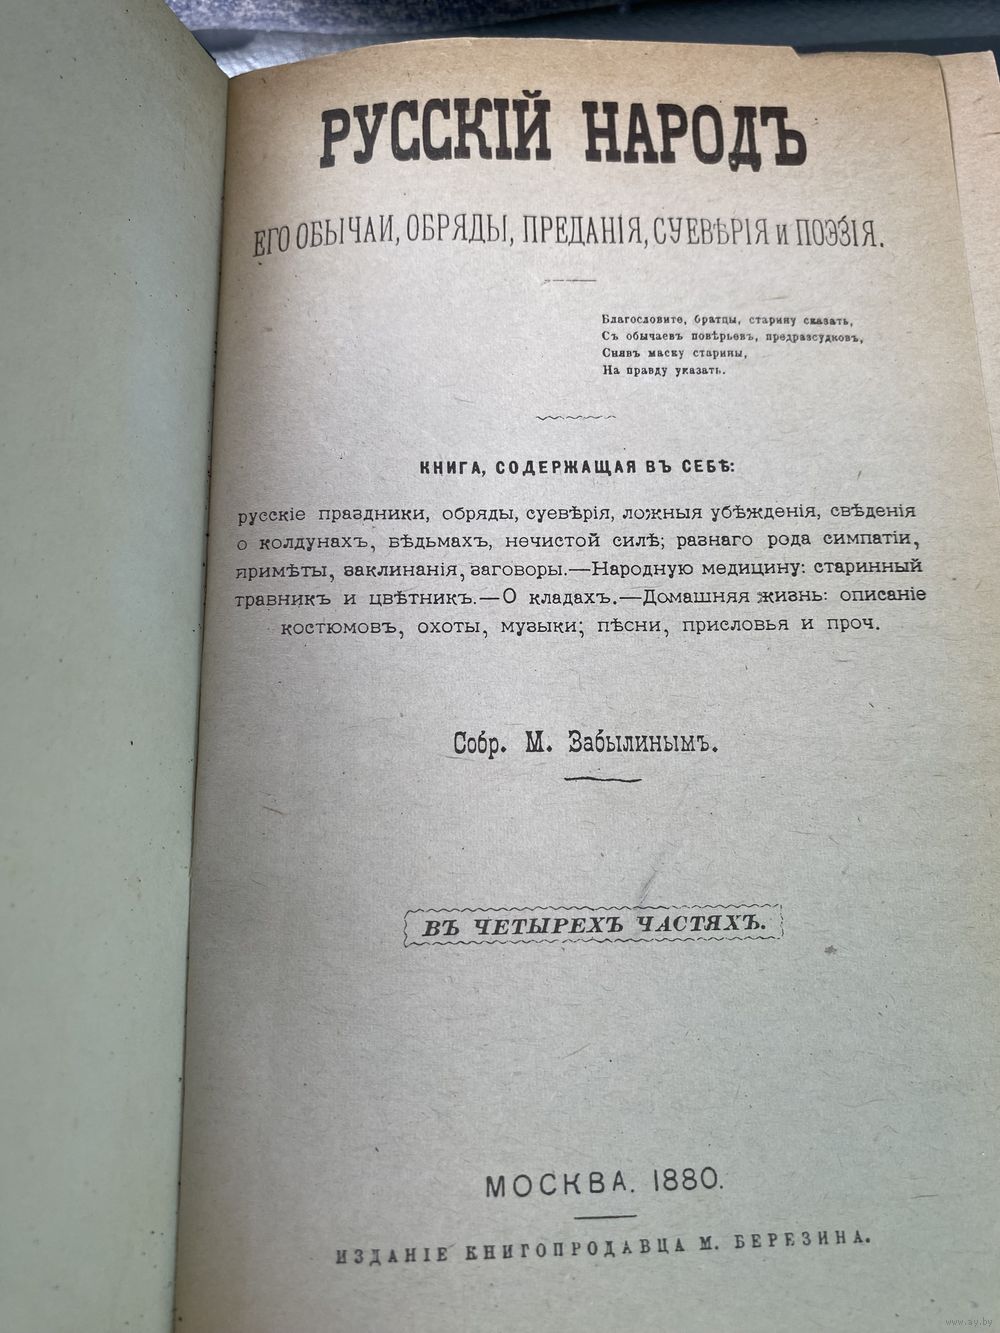 РУССКІЙ НАРОДЪ
ЕГО ОБЫЧАИ, ОБРЯДЫ, ПРЕДАНІЯ, СУЕВѢРІЯ И ПОЭЗІЯ.
Благословите, братцы, старину сказать,
Съ обычаевъ повѣрьевъ, предразсудковъ,
Снявъ маску старины,
На правду указать.
КНИГА, СОДЕРЖАЩАЯ ВЪ СЕБѢ:
русскіе праздники, обряды, суевѣрія, ложныя убѣжденія, свѣденія
о колдунахъ, вѣдьмахъ, нечистой силѣ; разнаго рода симпатіи,
примѣты, заклинанія, заговоры.—Народную медицину: старинный
травникъ и цвѣтникъ.—О кладахъ.—Домашняя жизнь: описаніе
костюмовъ, охоты, музыки; пѣсни, присловья и проч.
Собр. М. Забылинымъ.
ВЪ ЧЕТЫРЕХЪ ЧАСТЯХЪ.
МОСКВА. 1880.
ИЗДАНІЕ КНИГОПРОДАВЦА М. БЕРЕЗИНА.
www.ay.by